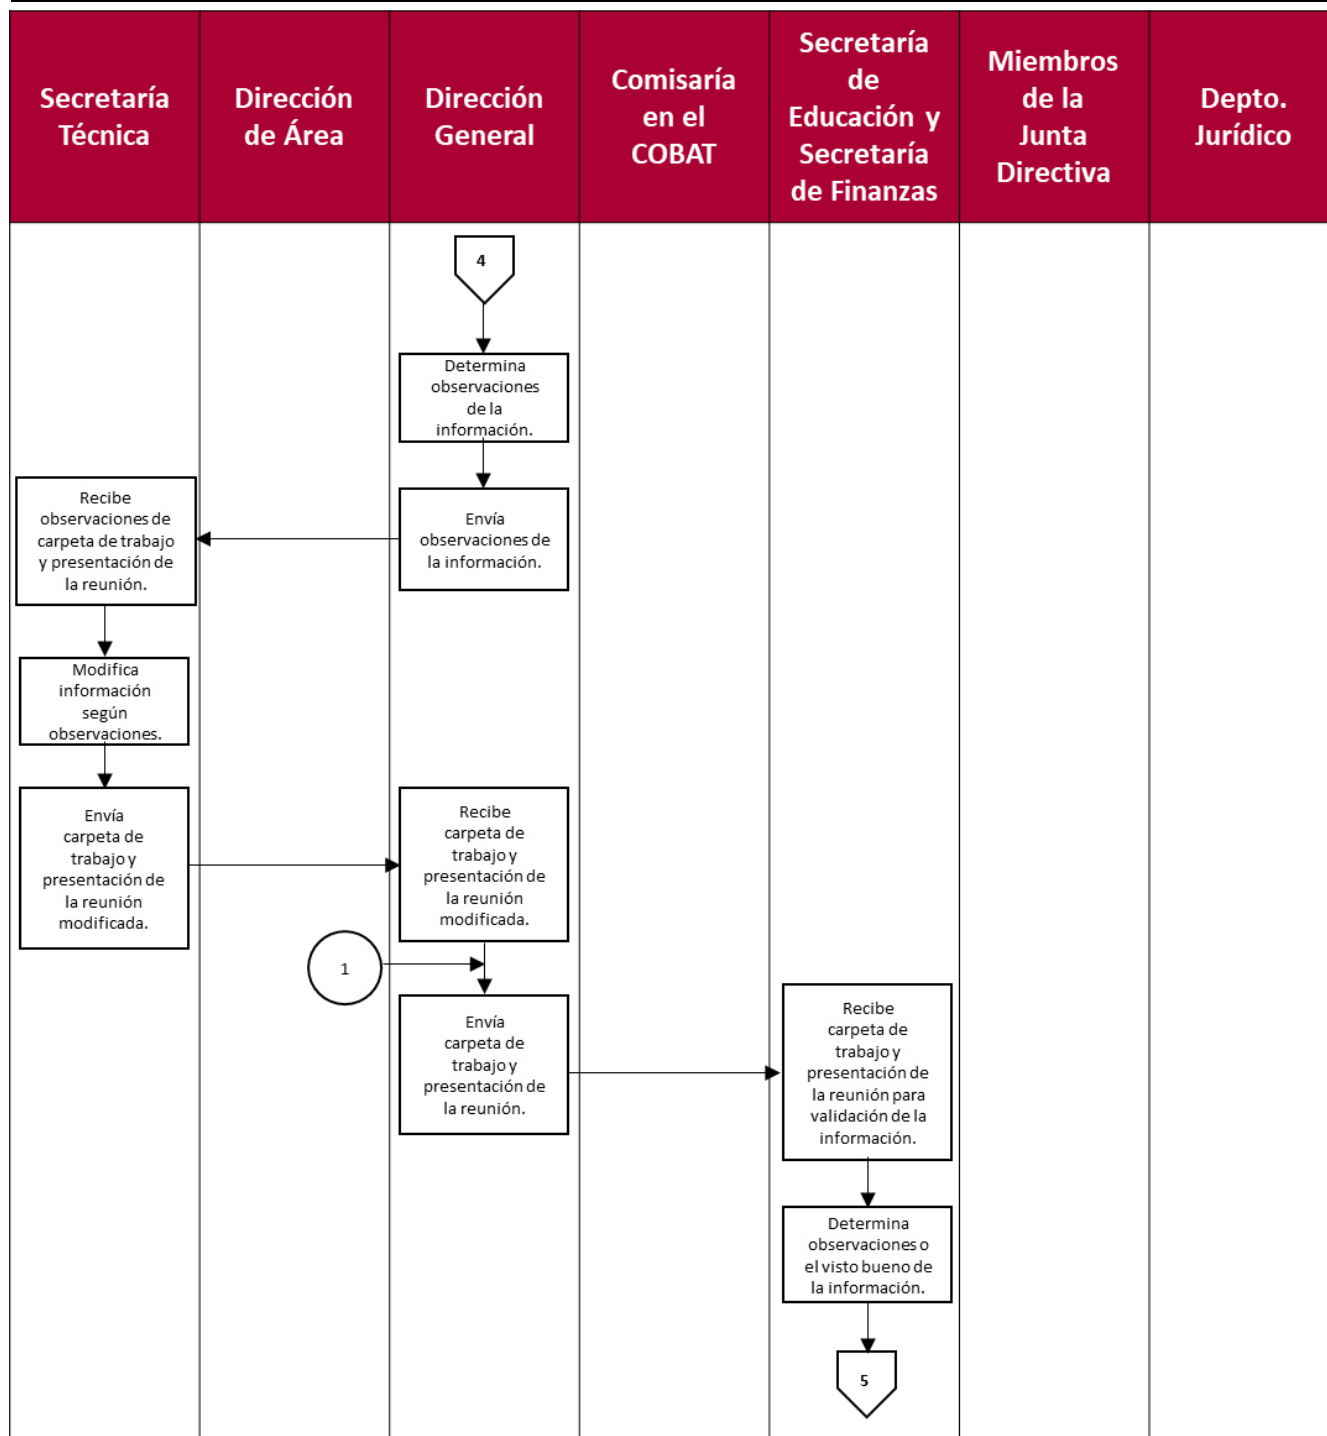 Secretaría
Técnica
Dirección
de Área
Dirección
General
Comisaría
en el
COBAT
Secretaría
de
Educación y
Secretaría
de Finanzas
Miembros
de la
Junta
Directiva
Depto.
Jurídico
4
Determina
observaciones
de la
información.
Envía
observaciones de
la información.
Recibe
observaciones de
carpeta de trabajo
y presentación de
la reunión.
Modifica
información
según
observaciones.
Envía
carpeta de
trabajo y
presentación de
la reunión
modificada.
Recibe
carpeta de
trabajo y
presentación de
la reunión
modificada.
1
Envía
carpeta de
trabajo y
presentación de
la reunión.
Recibe
carpeta de
trabajo y
presentación de
la reunión para
validación de la
información.
Determina
observaciones o
el visto bueno de
la información.
5